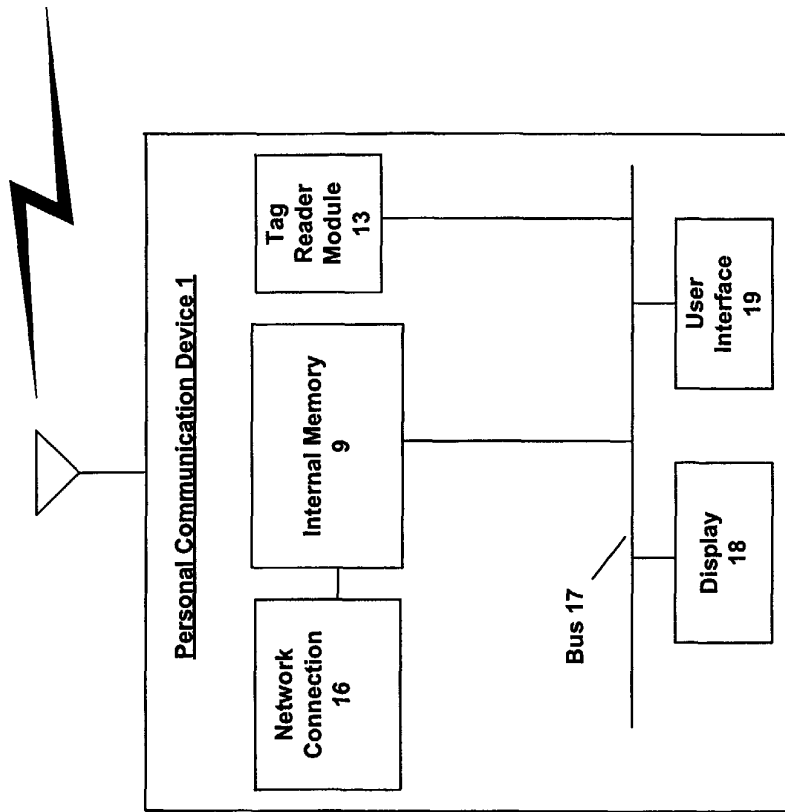 Personal Communication Device 1
Network
Connection
16
Internal Memory
9
Tag
Reader
Module
13
Bus 17
Display
18
User
Interface
19